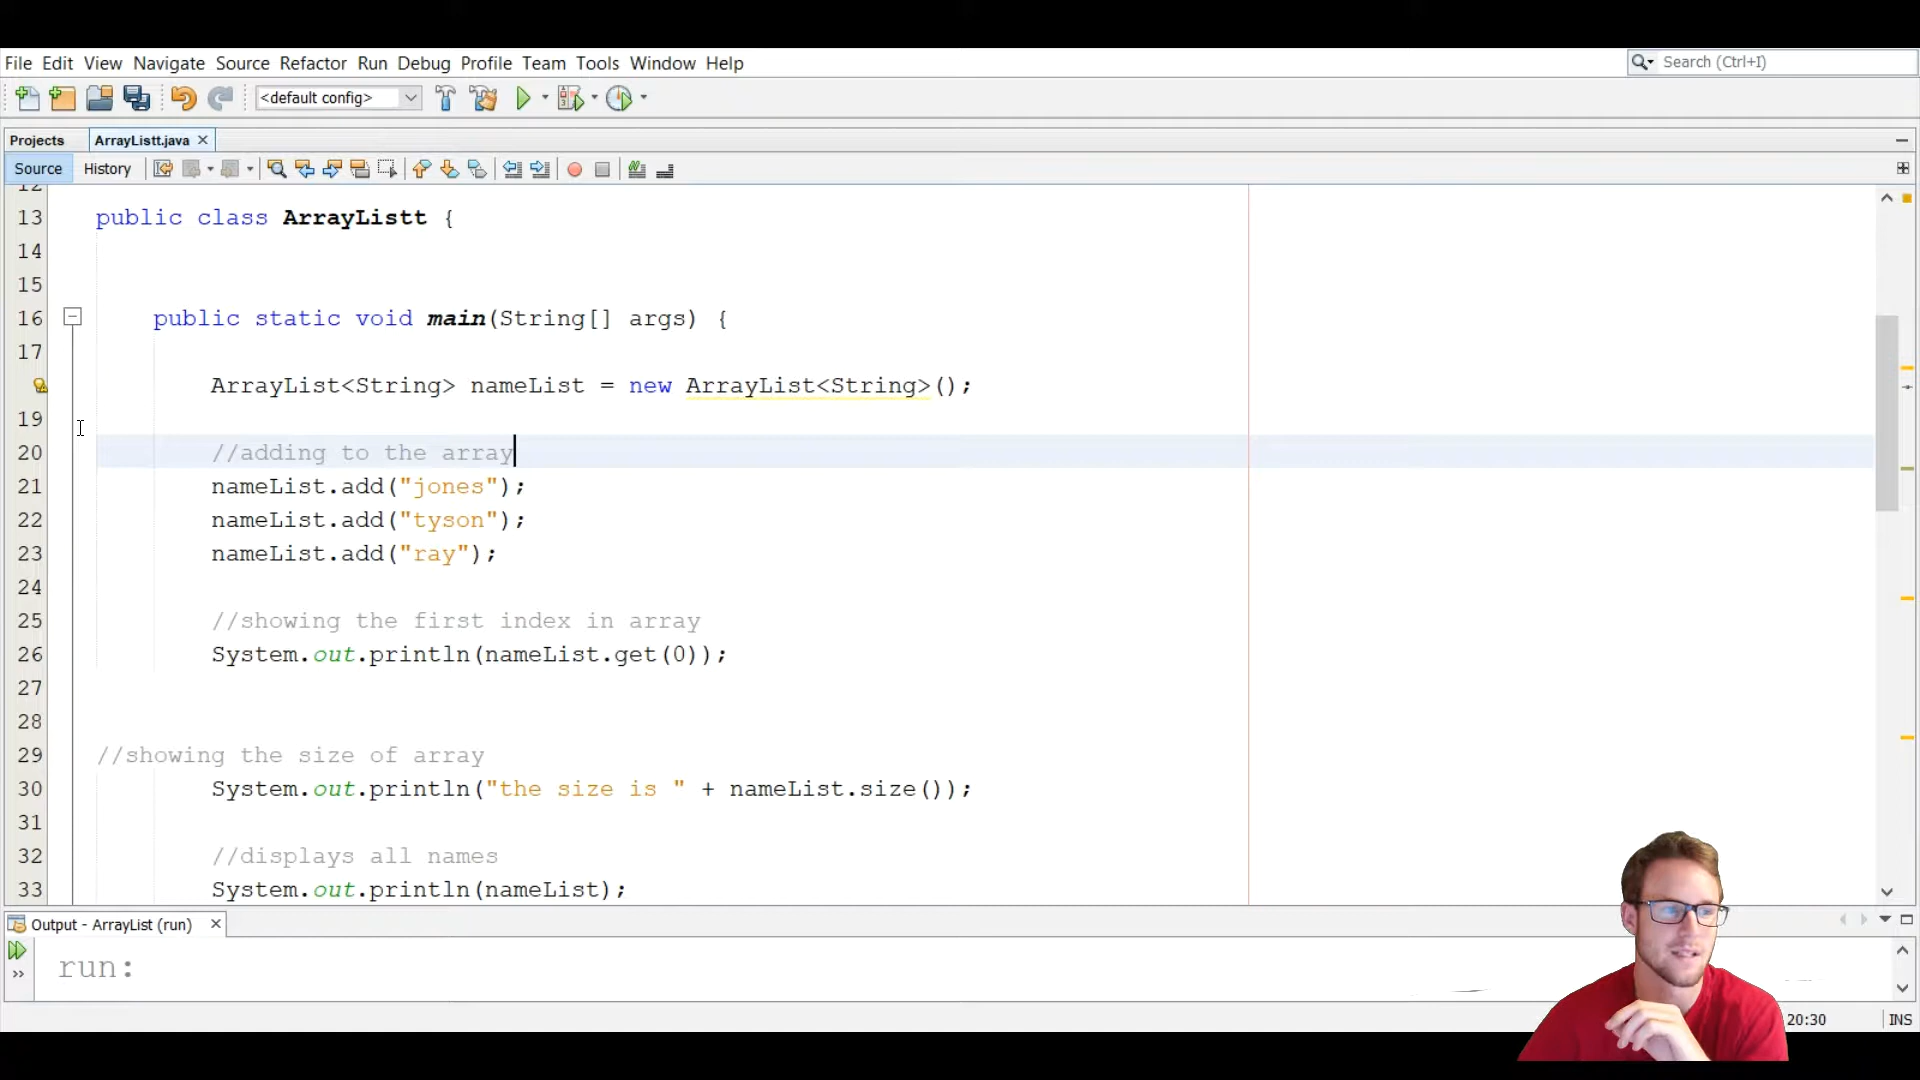 File Edit View Navigate Source Refactor Run Debug Profile Team Tools Window Help
Search (Ctrl+I)
<default config>
Projects ArrayListt.java
Source History
12
13 public class ArrayListt {
14
15
16 public static void main(String[] args) {
17
ArrayList<String> nameList = new ArrayList<String>();
19
20 //adding to the array
21 nameList.add("jones");
22 nameList.add("tyson");
23 nameList.add("ray");
24
25 //showing the first index in array
26 System.out.println(nameList.get(0));
27
28
29 //showing the size of array
30 System.out.println("the size is " + nameList.size());
31
32 //displays all names
33 System.out.println(nameList);
Output - ArrayList (run)
run:
20:30 INS